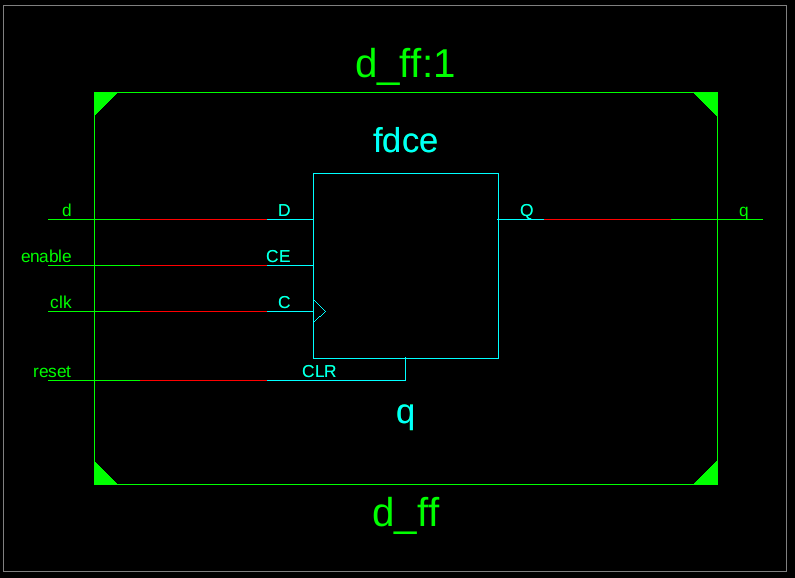 d_ff:1
fdce
d D Q q
enable CE
clk C
reset CLR
q
d_ff